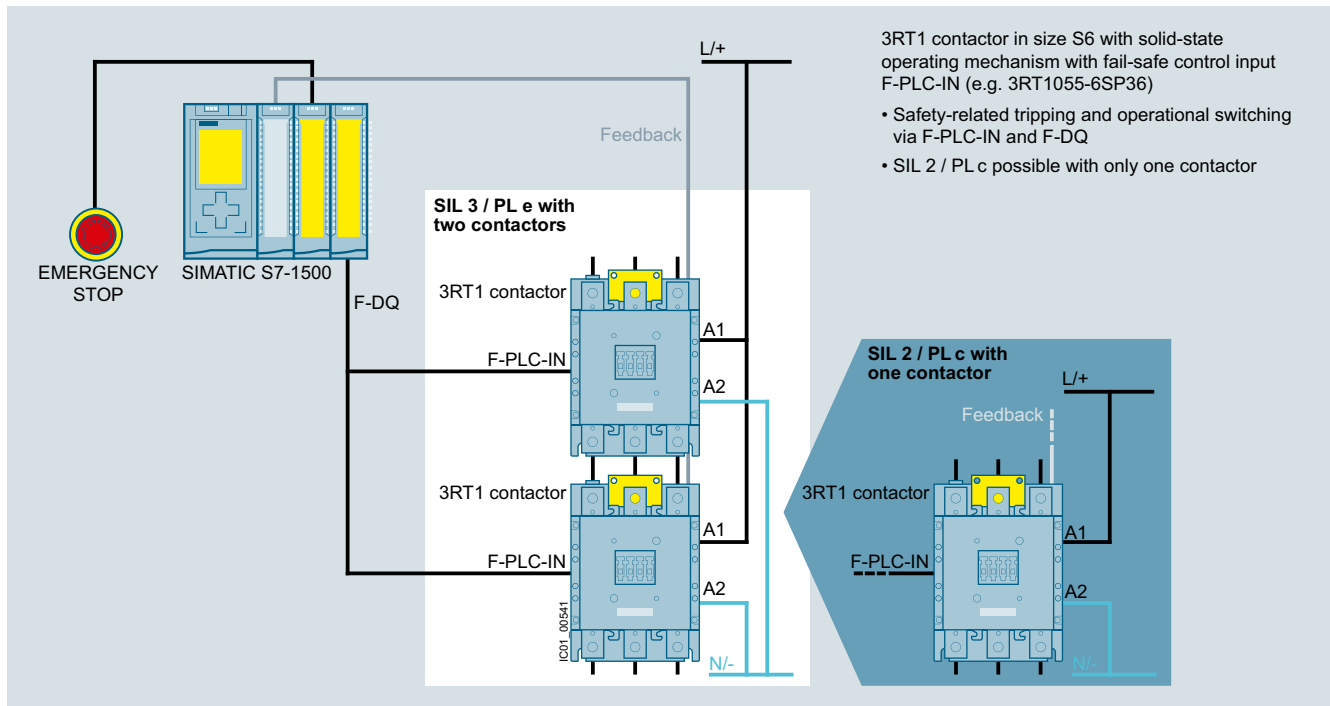 3RT1 contactor in size S6 with solid-state
operating mechanism with fail-safe control input
F-PLC-IN (e.g. 3RT1055-6SP36)
• Safety-related tripping and operational switching
via F-PLC-IN and F-DQ
• SIL 2 / PL c possible with only one contactor
L/+
Feedback
EMERGENCY
STOP
SIMATIC S7-1500
F-DQ
SIL 3 / PL e with
two contactors
3RT1 contactor
A1
F-PLC-IN
A2
3RT1 contactor
A1
F-PLC-IN
A2
IC01_00541
N/-
SIL 2 / PL c with
one contactor
L/+
Feedback
3RT1 contactor
A1
F-PLC-IN
A2
N/-